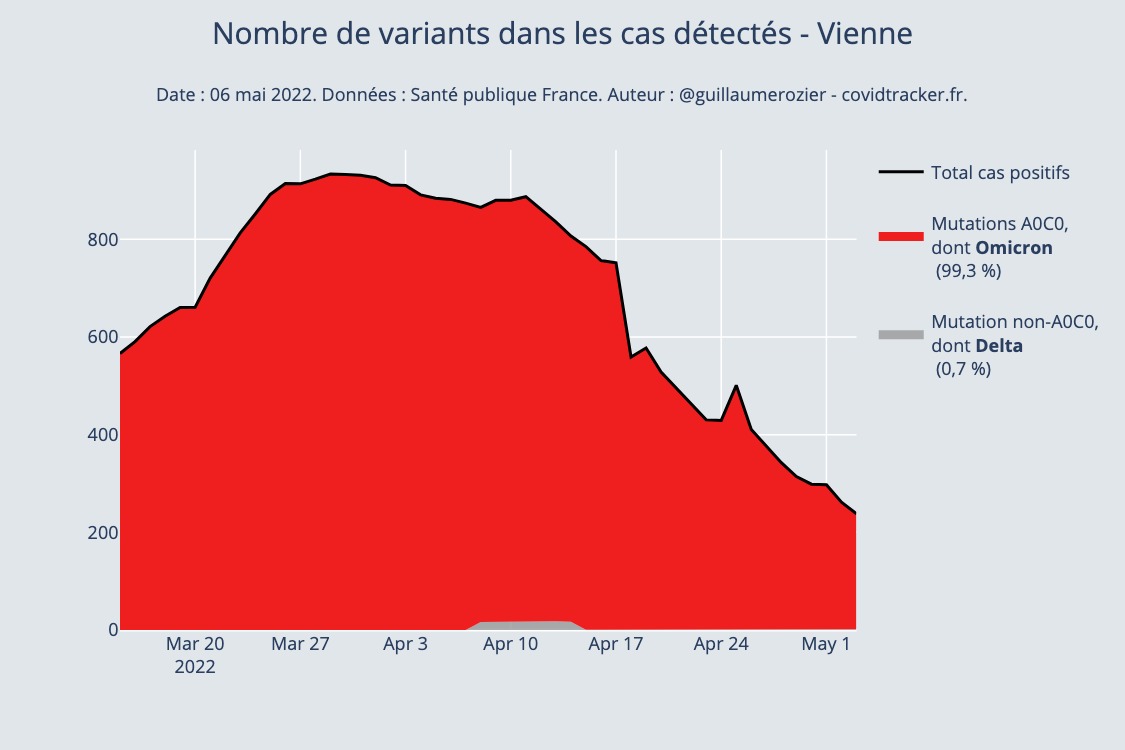 Nombre de variants dans les cas détectés - Vienne
Date : 06 mai 2022. Données : Santé publique France. Auteur : @guillaumerozier - covidtracker.fr.
Total cas positifs
Mutations A0C0,
dont Omicron
(99,3 %)
Mutation non-A0C0,
dont Delta
(0,7 %)
800
600
400
200
0
Mar 20
2022
Mar 27
Apr 3
Apr 10
Apr 17
Apr 24
May 1